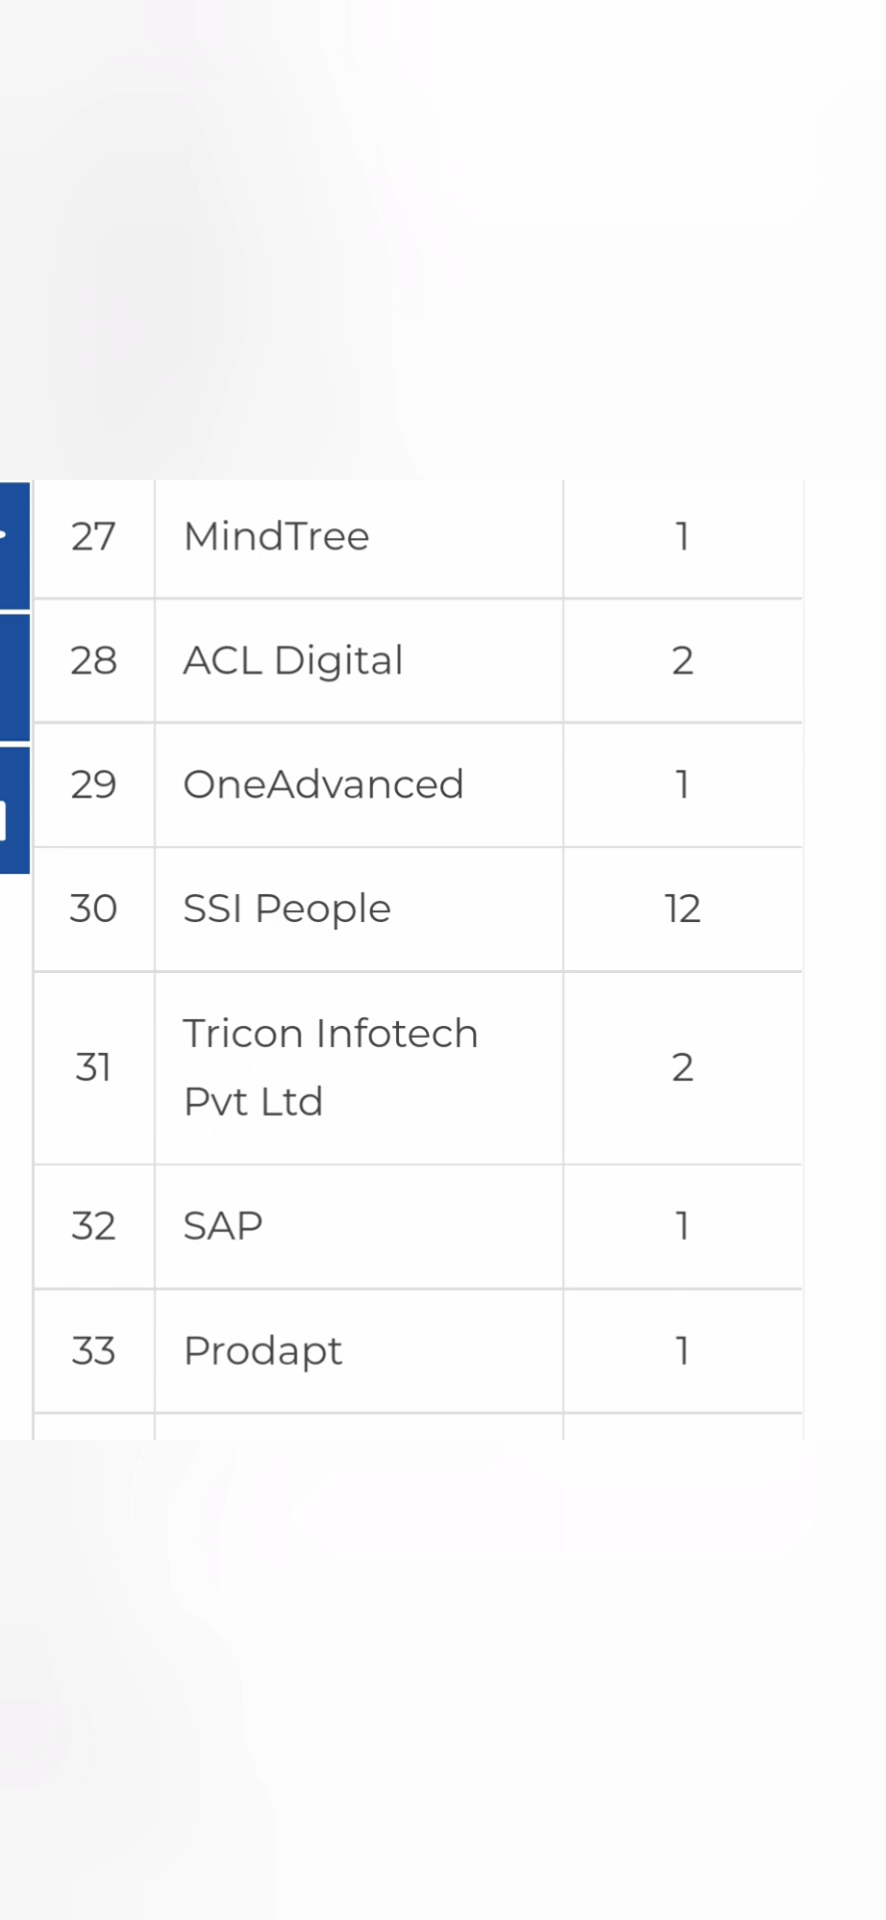 27 MindTree 1
28 ACL Digital 2
29 OneAdvanced 1
30 SSI People 12
Tricon Infotech
31 2
Pvt Ltd
32 SAP 1
33 Prodapt 1